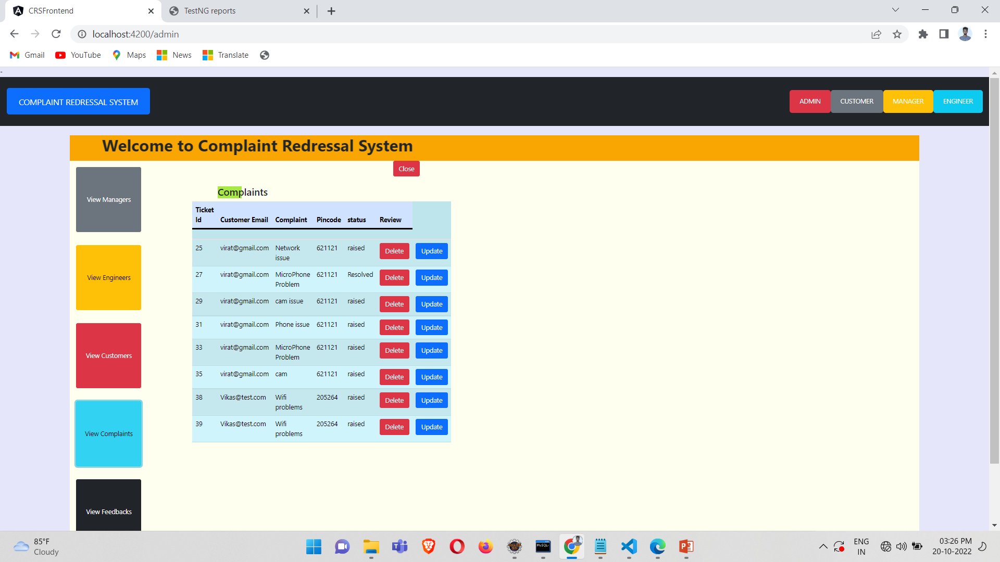 CRSFrontend
TestNG reports
localhost:4200/admin
Gmail YouTube Maps News Translate
-
COMPLAINT REDRESSAL SYSTEM
ADMIN CUSTOMER MANAGER ENGINEER
Welcome to Complaint Redressal System
Close
View Managers
View Engineers
View Customers
View Complaints
View Feedbacks
Complaints
Ticket Id Customer Email Complaint Pincode status Review
25 virat@gmail.com Network issue 621121 raised Delete Update
27 virat@gmail.com MicroPhone Problem 621121 Resolved Delete Update
29 virat@gmail.com cam issue 621121 raised Delete Update
31 virat@gmail.com Phone issue 621121 raised Delete Update
33 virat@gmail.com MicroPhone Problem 621121 raised Delete Update
35 virat@gmail.com cam 621121 raised Delete Update
38 Vikas@test.com Wifi problems 205264 raised Delete Update
39 Vikas@test.com Wifi problems 205264 raised Delete Update
85°F
Cloudy
ENG
IN
03:26 PM
20-10-2022